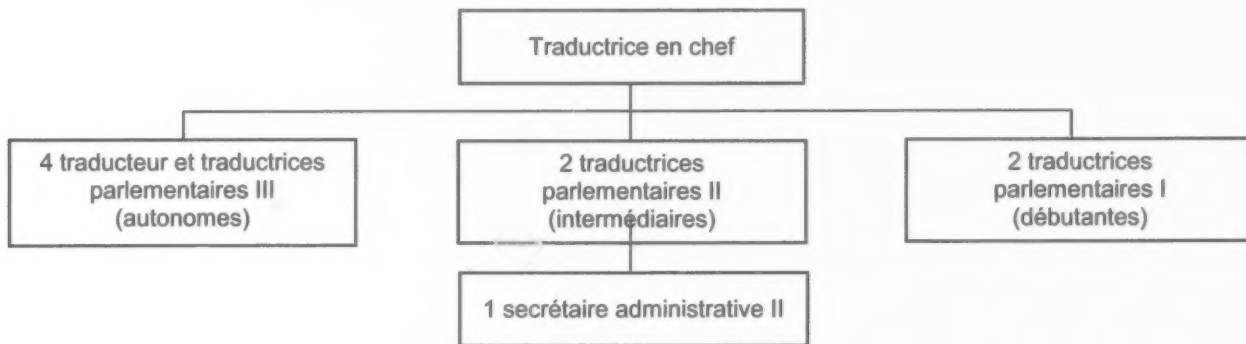 Traductrice en chef
4 traducteur et traductrices
parlementaires III
(autonomes)
2 traductrices
parlementaires II
(intermédiaires)
2 traductrices
parlementaires I
(débutantes)
1 secrétaire administrative II